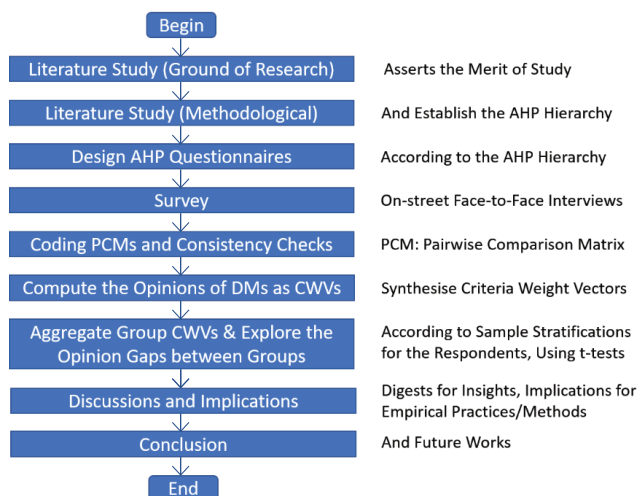 Begin
Literature Study (Ground of Research)
Asserts the Merit of Study
Literature Study (Methodological)
And Establish the AHP Hierarchy
Design AHP Questionnaires
According to the AHP Hierarchy
Survey
On-street Face-to-Face Interviews
Coding PCMs and Consistency Checks
PCM: Pairwise Comparison Matrix
Compute the Opinions of DMs as CWVs
Synthesise Criteria Weight Vectors
Aggregate Group CWVs & Explore the
Opinion Gaps between Groups
According to Sample Stratifications
for the Respondents, Using t-tests
Discussions and Implications
Digests for Insights, Implications for
Empirical Practices/Methods
Conclusion
And Future Works
End